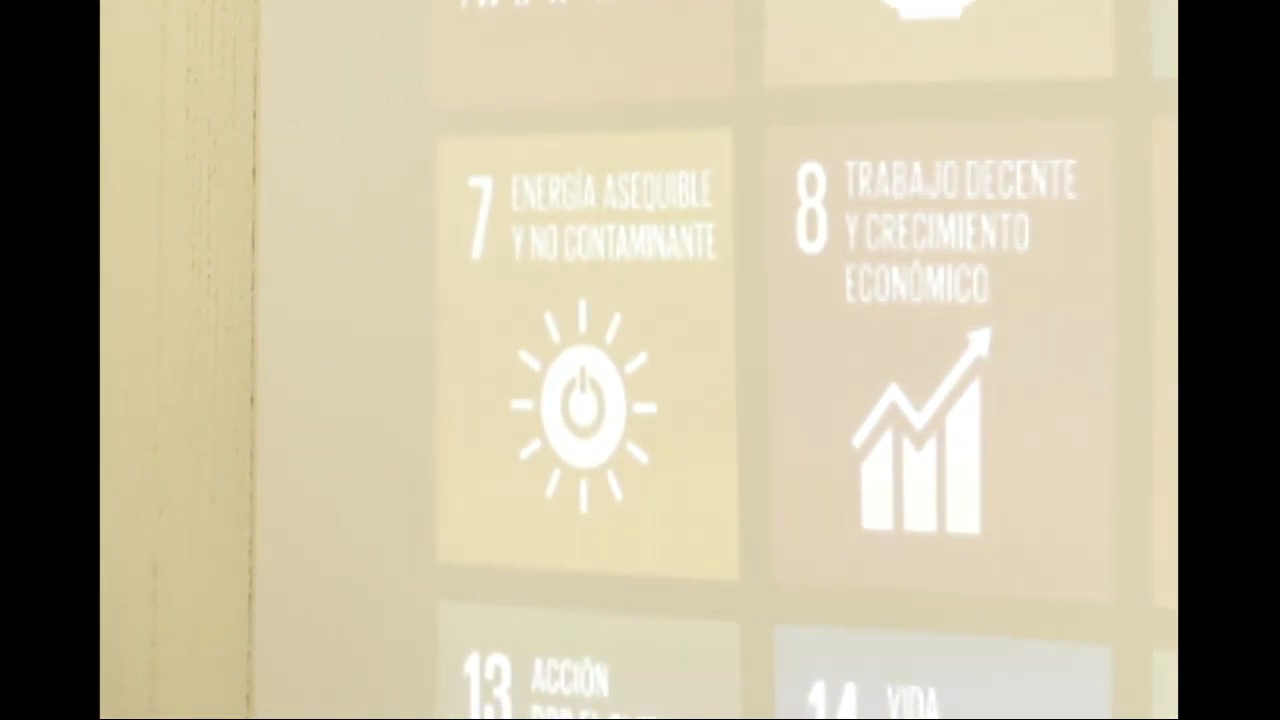 7 ENERGÍA ASEQUIBLE
Y NO CONTAMINANTE
8 TRABAJO DECENTE
Y CRECIMIENTO
ECONÓMICO
13 ACCIÓN
14 VIDA